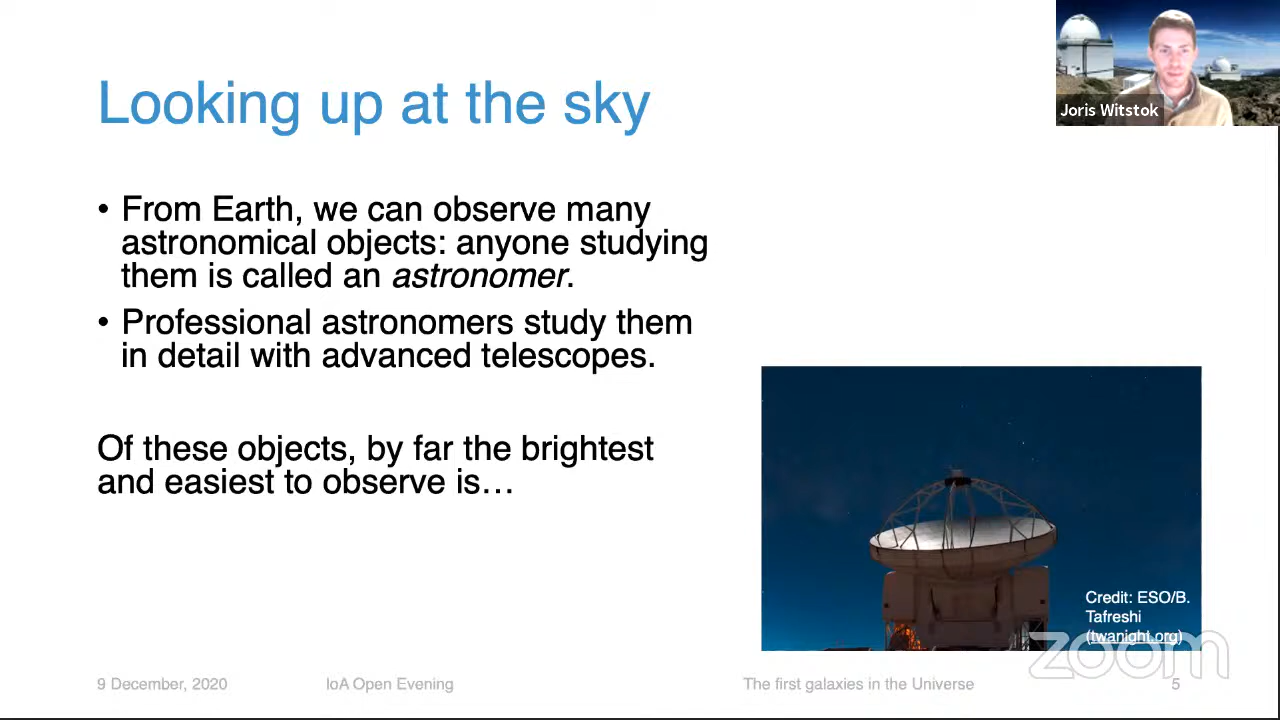 Joris Witstok
Looking up at the sky
• From Earth, we can observe many
astronomical objects: anyone studying
them is called an astronomer.
• Professional astronomers study them
in detail with advanced telescopes.
Of these objects, by far the brightest
and easiest to observe is…
Credit: ESO/B.
Tafreshi
(twanight.org)
zoom
9 December, 2020
IoA Open Evening
The first galaxies in the Universe
5